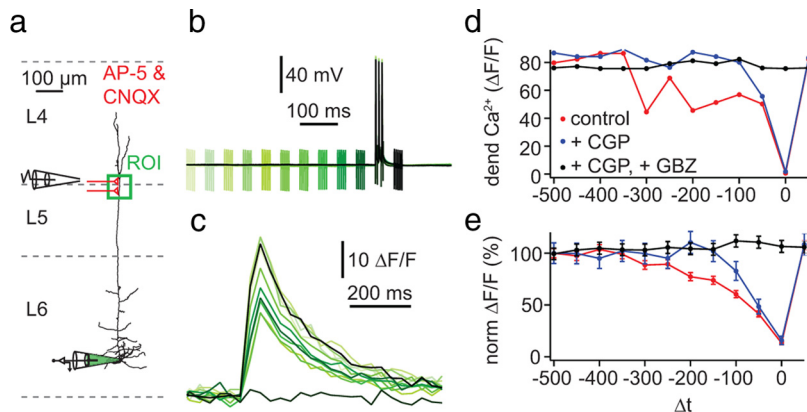 a
100 μm
AP-5 &
CNQX
L4
ROI
L5
L6
b
40 mV
100 ms
c
10 ΔF/F
200 ms
d
dend Ca²⁺ (ΔF/F)
80
60
40
20
0
control
+ CGP
+ CGP, + GBZ
-500 -400 -300 -200 -100 0
e
norm ΔF/F (%)
100
50
0
-500 -400 -300 -200 -100 0
Δt